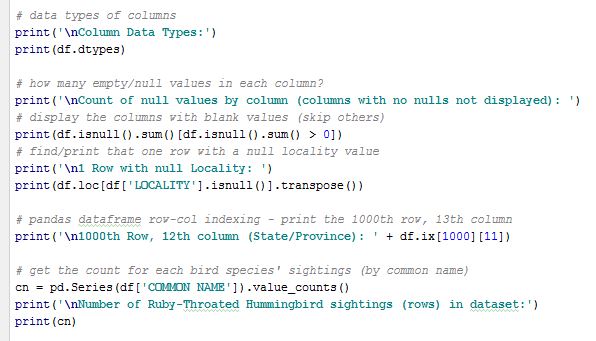 # data types of columns
print('\nColumn Data Types:')
print(df.dtypes)
# how many empty/null values in each column?
print('\nCount of null values by column (columns with no nulls not displayed): ')
# display the columns with blank values (skip others)
print(df.isnull().sum()[df.isnull().sum() > 0])
# find/print that one row with a null locality value
print('\n1 Row with null Locality: ')
print(df.loc[df['LOCALITY'].isnull()].transpose())
# pandas dataframe row-col indexing - print the 1000th row, 13th column
print('\n1000th Row, 12th column (State/Province): ' + df.ix[1000][11])
# get the count for each bird species' sightings (by common name)
cn = pd.Series(df['COMMON NAME']).value_counts()
print('\nNumber of Ruby-Throated Hummingbird sightings (rows) in dataset:')
print(cn)